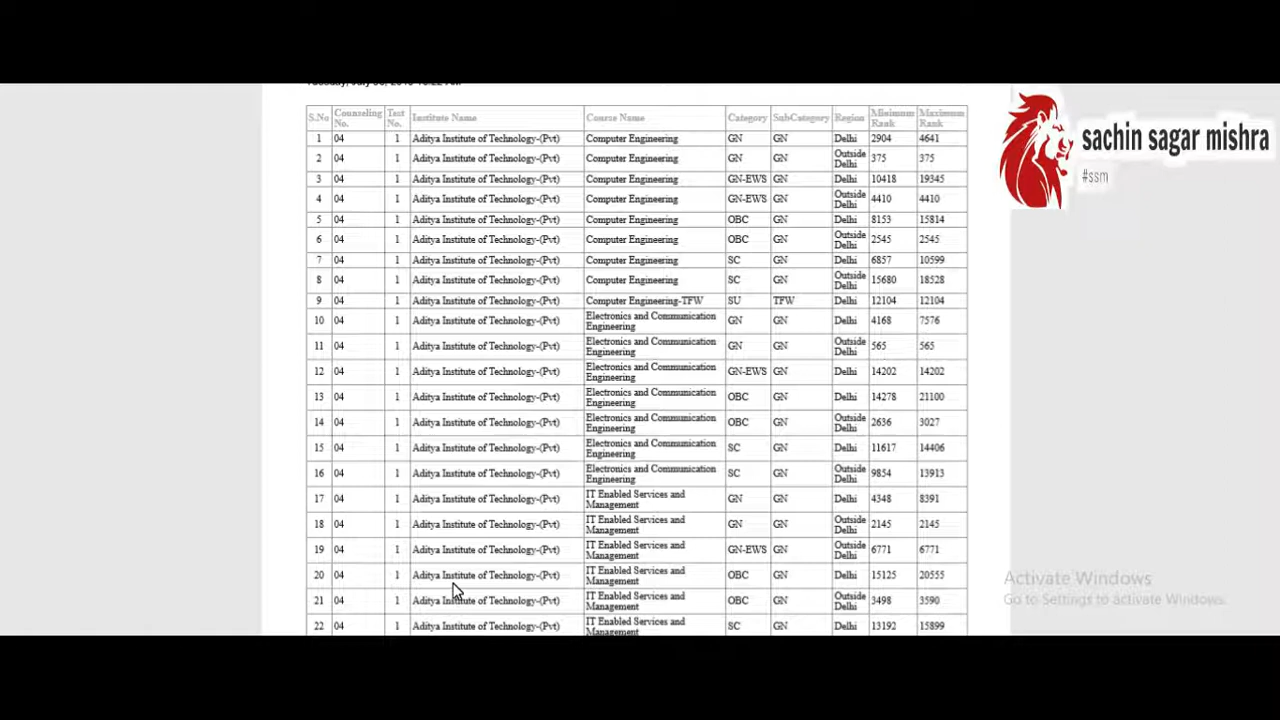 S.No Counseling No. Test No. Institute Name Course Name Category SubCategory Region Minimum Rank Maximum Rank
1 04 1 Aditya Institute of Technology-(Pvt) Computer Engineering GN GN Delhi 2904 4641
2 04 1 Aditya Institute of Technology-(Pvt) Computer Engineering GN GN Outside Delhi 375 375
3 04 1 Aditya Institute of Technology-(Pvt) Computer Engineering GN-EWS GN Delhi 10418 19345
4 04 1 Aditya Institute of Technology-(Pvt) Computer Engineering GN-EWS GN Outside Delhi 4410 4410
5 04 1 Aditya Institute of Technology-(Pvt) Computer Engineering OBC GN Delhi 8153 15814
6 04 1 Aditya Institute of Technology-(Pvt) Computer Engineering OBC GN Outside Delhi 2545 2545
7 04 1 Aditya Institute of Technology-(Pvt) Computer Engineering SC GN Delhi 6857 10599
8 04 1 Aditya Institute of Technology-(Pvt) Computer Engineering SC GN Outside Delhi 15680 18528
9 04 1 Aditya Institute of Technology-(Pvt) Computer Engineering-TFW SU TFW Delhi 12104 12104
10 04 1 Aditya Institute of Technology-(Pvt) Electronics and Communication Engineering GN GN Delhi 4168 7576
11 04 1 Aditya Institute of Technology-(Pvt) Electronics and Communication Engineering GN GN Outside Delhi 565 565
12 04 1 Aditya Institute of Technology-(Pvt) Electronics and Communication Engineering GN-EWS GN Delhi 14202 14202
13 04 1 Aditya Institute of Technology-(Pvt) Electronics and Communication Engineering OBC GN Delhi 14278 21100
14 04 1 Aditya Institute of Technology-(Pvt) Electronics and Communication Engineering OBC GN Outside Delhi 2636 3027
15 04 1 Aditya Institute of Technology-(Pvt) Electronics and Communication Engineering SC GN Delhi 11617 14406
16 04 1 Aditya Institute of Technology-(Pvt) Electronics and Communication Engineering SC GN Outside Delhi 9854 13913
17 04 1 Aditya Institute of Technology-(Pvt) IT Enabled Services and Management GN GN Delhi 4348 8391
18 04 1 Aditya Institute of Technology-(Pvt) IT Enabled Services and Management GN GN Outside Delhi 2145 2145
19 04 1 Aditya Institute of Technology-(Pvt) IT Enabled Services and Management GN-EWS GN Outside Delhi 6771 6771
20 04 1 Aditya Institute of Technology-(Pvt) IT Enabled Services and Management OBC GN Delhi 15125 20555
21 04 1 Aditya Institute of Technology-(Pvt) IT Enabled Services and Management OBC GN Outside Delhi 3498 3590
22 04 1 Aditya Institute of Technology-(Pvt) IT Enabled Services and Management SC GN Delhi 13192 15899
sachin sagar mishra
#ssm
Activate Windows
Go to Settings to activate Windows.